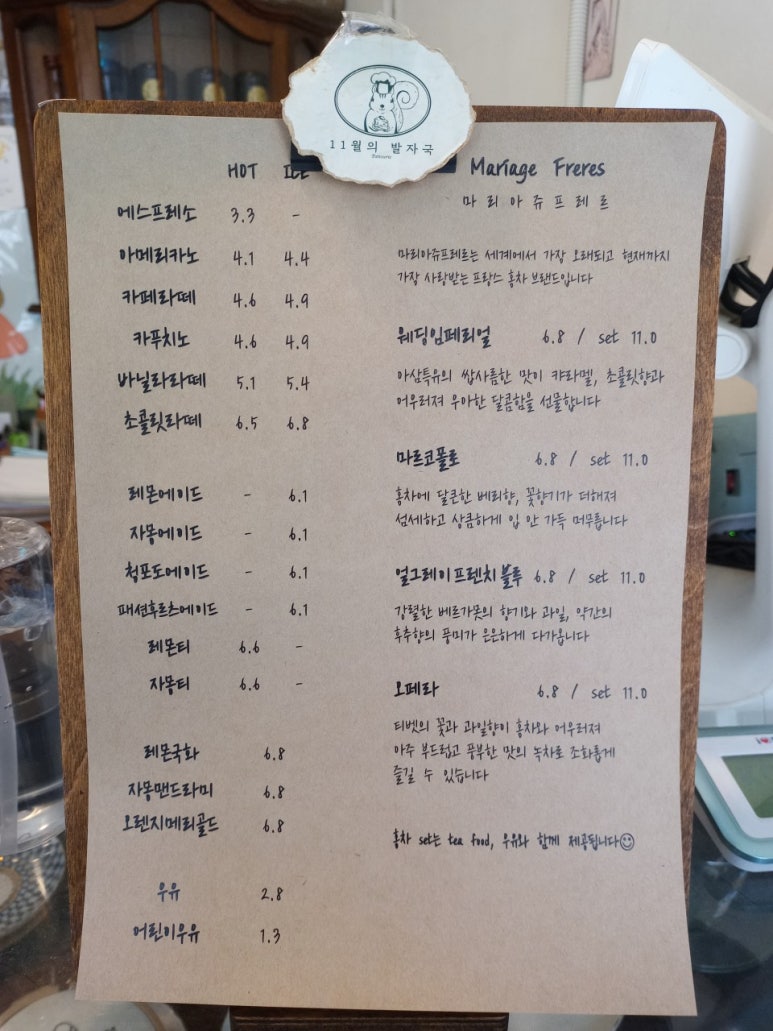 11월의 발자국
HOT ICE
에스프레소 3.3 -
아메리카노 4.1 4.4
카페라떼 4.6 4.9
카푸치노 4.6 4.9
바닐라라떼 5.1 5.4
초콜릿라떼 6.5 6.8
레몬에이드 - 6.1
자몽에이드 - 6.1
청포도에이드 - 6.1
패션후르츠에이드 - 6.1
레몬티 6.6 -
자몽티 6.6 -
레몬국화 6.8
자몽맨드라미 6.8
오렌지메리골드 6.8
우유 2.8
어린이우유 1.3
Mariage Freres
마리아쥬프레르
마리아쥬프레르는 세계에서 가장 오래되고 현재까지
가장 사랑받는 프랑스 홍차 브랜드입니다
웨딩임페리얼 6.8 / set 11.0
아삼특유의 쌉사름한 맛이 캬라멜, 초콜릿향과
어우러져 우아한 달콤함을 선물합니다
마르코폴로 6.8 / set 11.0
홍차에 달큰한 베리향, 꽃향기가 더해져
섬세하고 상큼하게 입 안 가득 머무릅니다
얼그레이 프렌치 블루 6.8 / set 11.0
강렬한 베르가못의 향기와 과일, 약간의
후추향의 풍미가 은은하게 다가옵니다
오페라 6.8 / set 11.0
티벳의 꽃과 과일향이 홍차와 어우러져
아주 부드럽고 풍부한 맛의 녹차로 조화롭게
즐길 수 있습니다
홍차 set는 tea food, 우유와 함께 제공됩니다